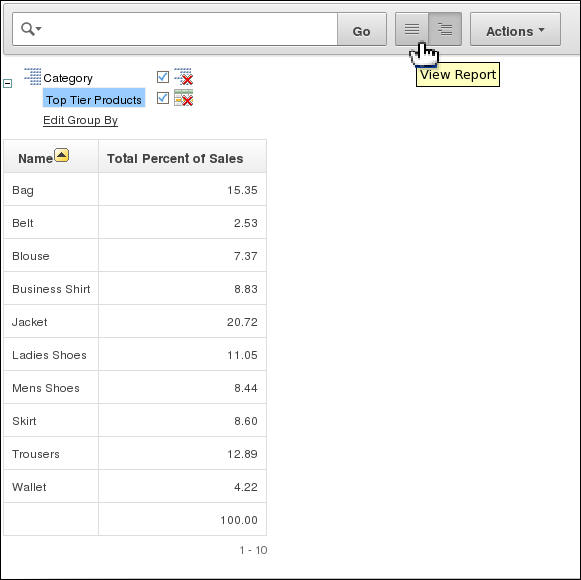 Go Actions
View Report
Category
Top Tier Products
Edit Group By
Name Total Percent of Sales
Bag 15.35
Belt 2.53
Blouse 7.37
Business Shirt 8.83
Jacket 20.72
Ladies Shoes 11.05
Mens Shoes 8.44
Skirt 8.60
Trousers 12.89
Wallet 4.22
100.00
1 - 10